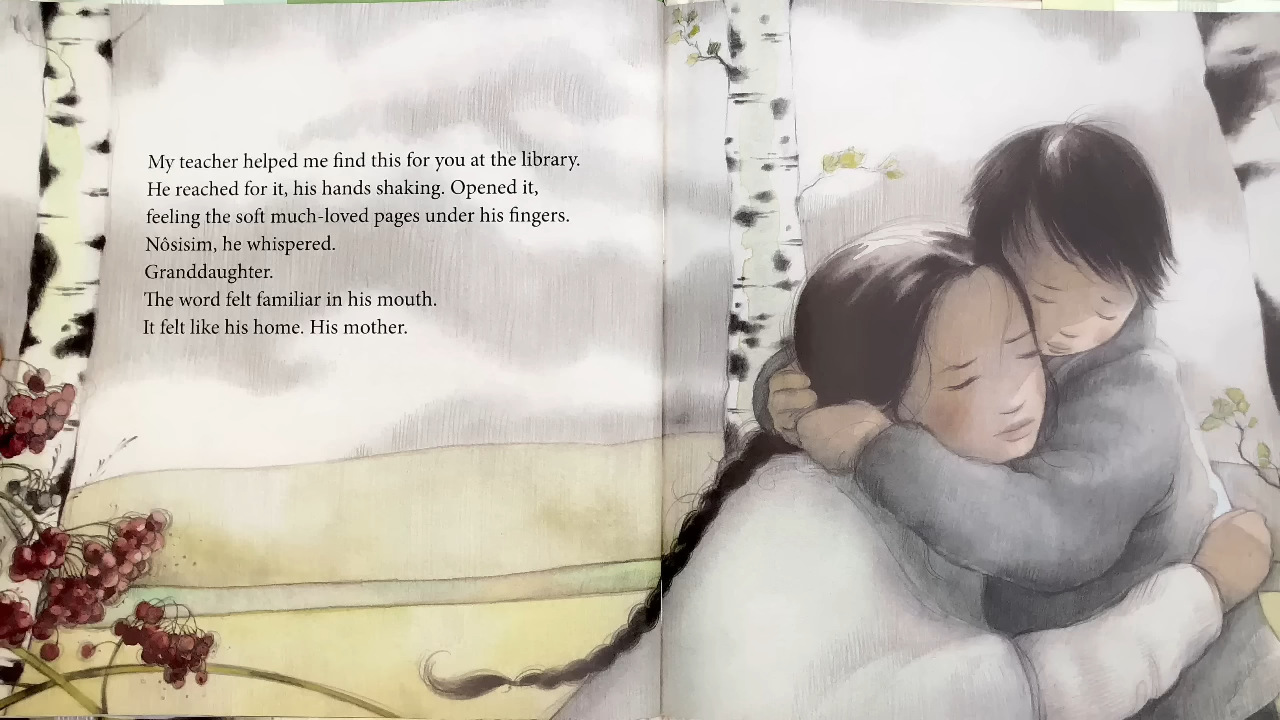 My teacher helped me find this for you at the library.
He reached for it, his hands shaking. Opened it,
feeling the soft much-loved pages under his fingers.
Nôsisim, he whispered.
Granddaughter.
The word felt familiar in his mouth.
It felt like his home. His mother.